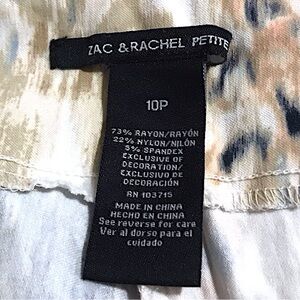 ZAC & RACHEL PETITE
10P
73% RAYON/RAYÓN
22% NYLON/NILÓN
5% SPANDEX
EXCLUSIVE OF
DECORATION/
EXCLUSIVO DE
DECORACIÓN
RN 103715
MADE IN CHINA
HECHO EN CHINA
See reverse for care
Ver al dorso para el
cuidado